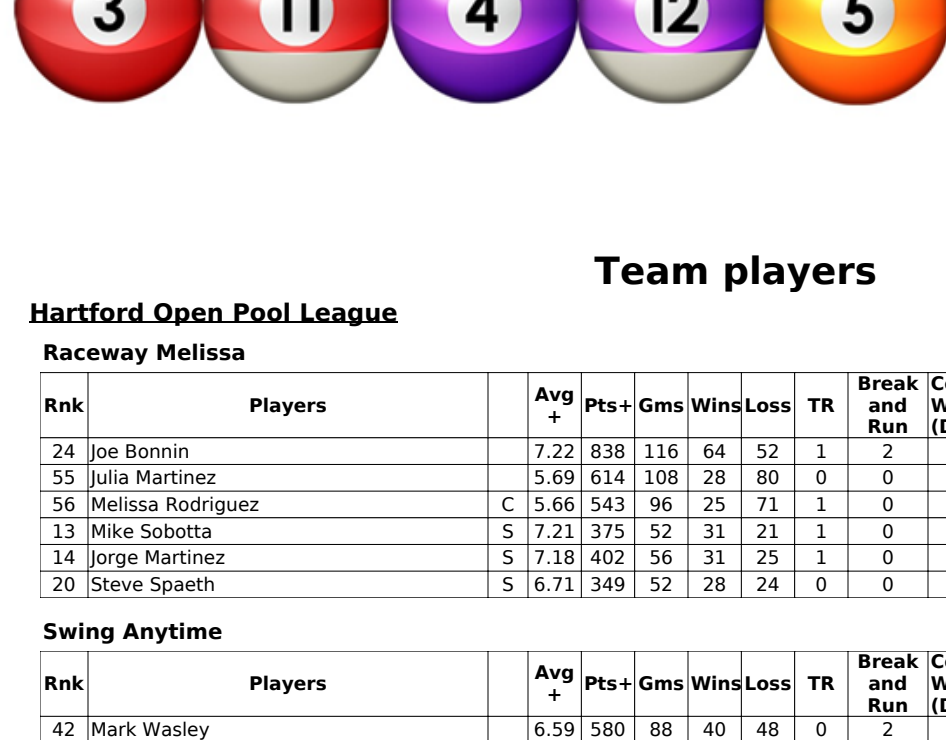 3 11 4 12 5
Team players
Hartford Open Pool League
Raceway Melissa
Rnk Players Avg + Pts+ Gms Wins Loss TR Break and Run
24 Joe Bonnin 7.22 838 116 64 52 1 2
55 Julia Martinez 5.69 614 108 28 80 0 0
56 Melissa Rodriguez C 5.66 543 96 25 71 1 0
13 Mike Sobotta S 7.21 375 52 31 21 1 0
14 Jorge Martinez S 7.18 402 56 31 25 1 0
20 Steve Spaeth S 6.71 349 52 28 24 0 0
Swing Anytime
Rnk Players Avg + Pts+ Gms Wins Loss TR Break and Run
42 Mark Wasley 6.59 580 88 40 48 0 2